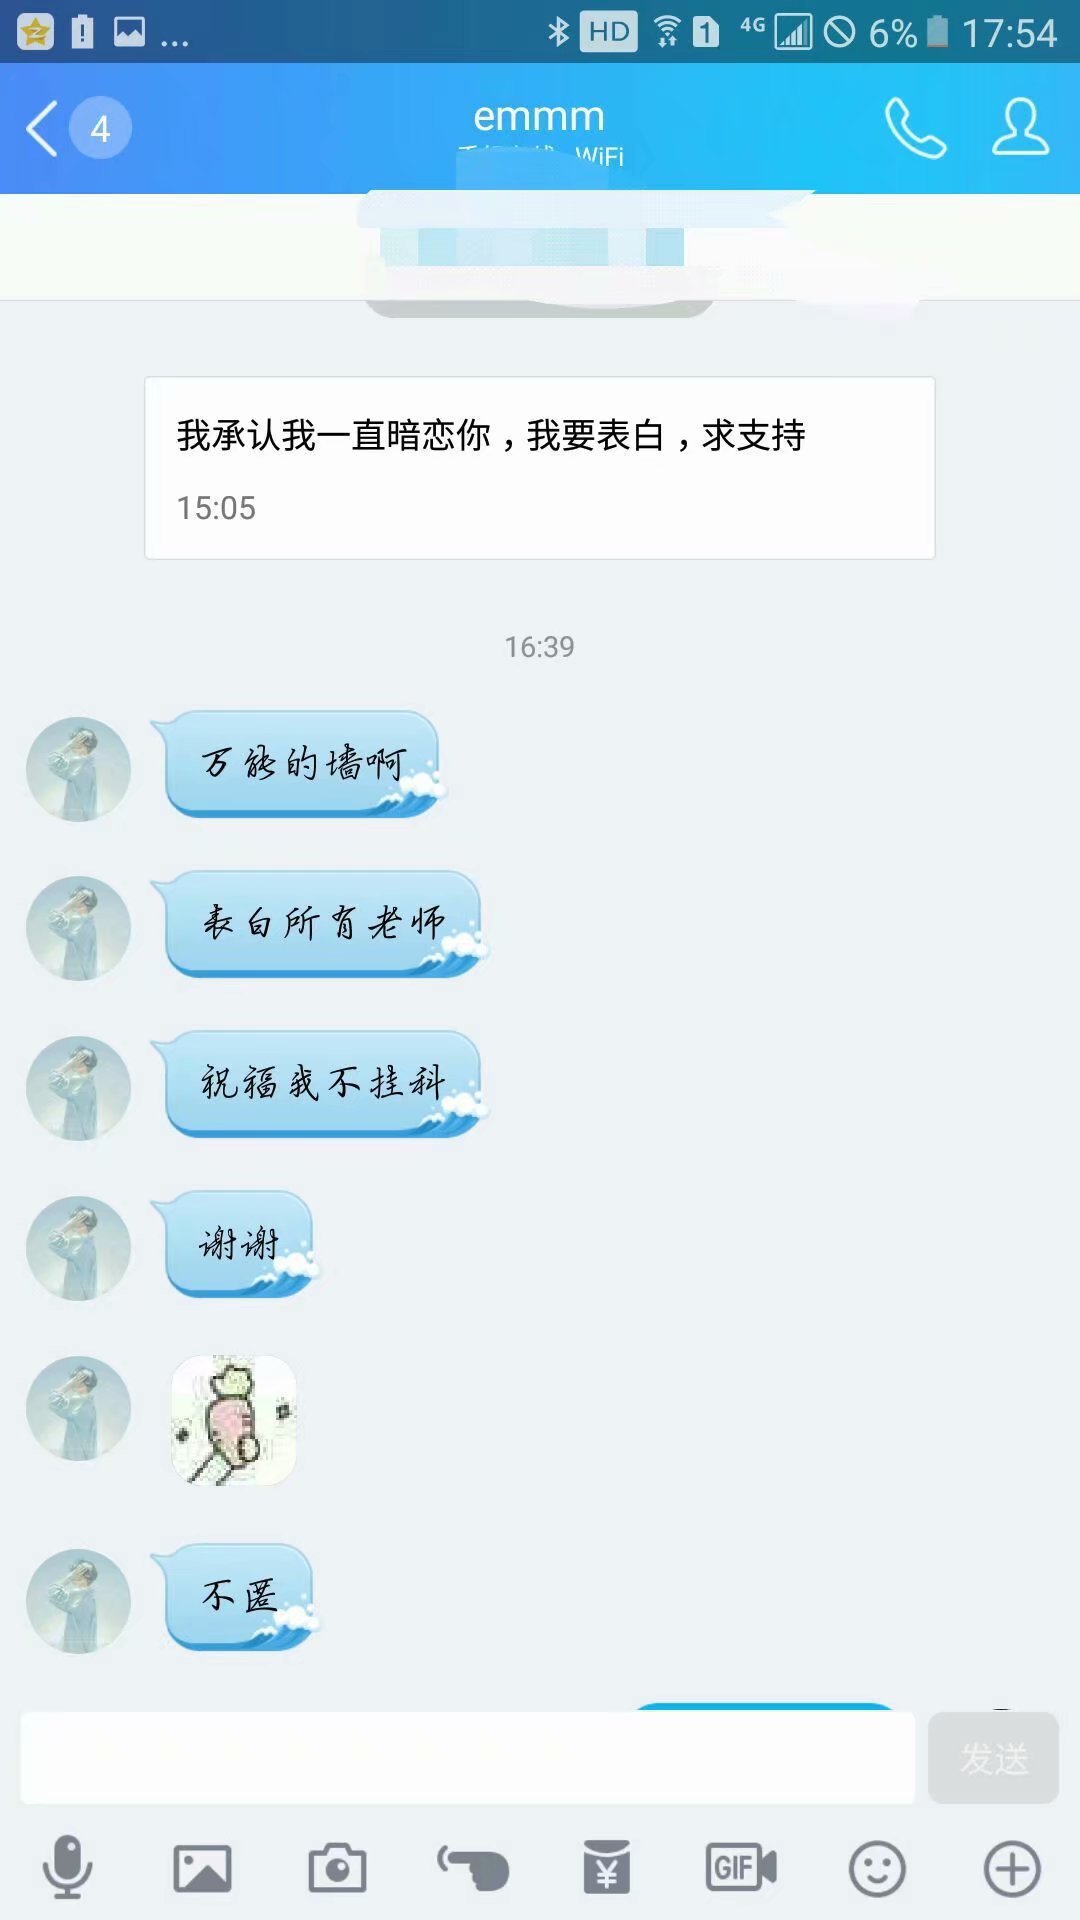 HD 1 4G 6% 17:54
4
emmm
WiFi
我承认我一直暗恋你，我要表白，求支持
15:05
16:39
万能的墙啊
表白所有老师
祝福我不挂科
谢谢
不匿
发送
GIF